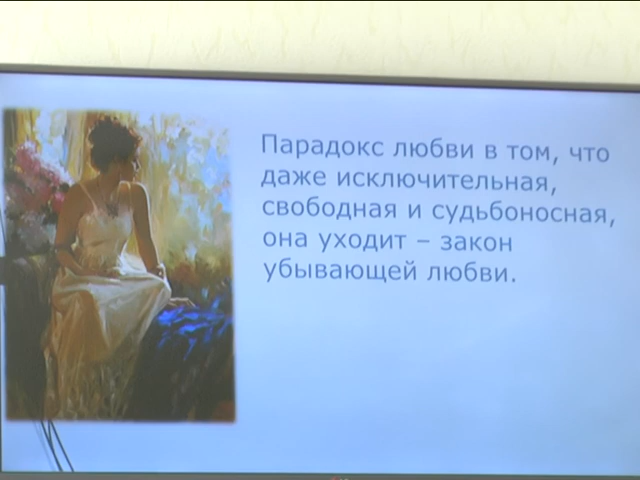 Парадокс любви в том, что
даже исключительная,
свободная и судьбоносная,
она уходит – закон
убывающей любви.